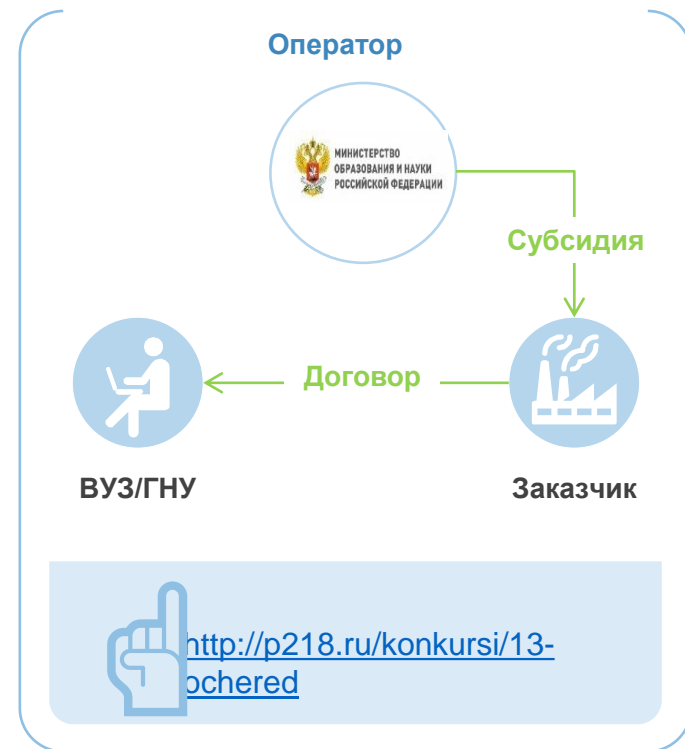 Оператор
МИНИСТЕРСТВО
ОБРАЗОВАНИЯ И НАУКИ
РОССИЙСКОЙ ФЕДЕРАЦИИ
Субсидия
Договор
ВУЗ/ГНУ
Заказчик
http://p218.ru/konkursi/13-
ochered